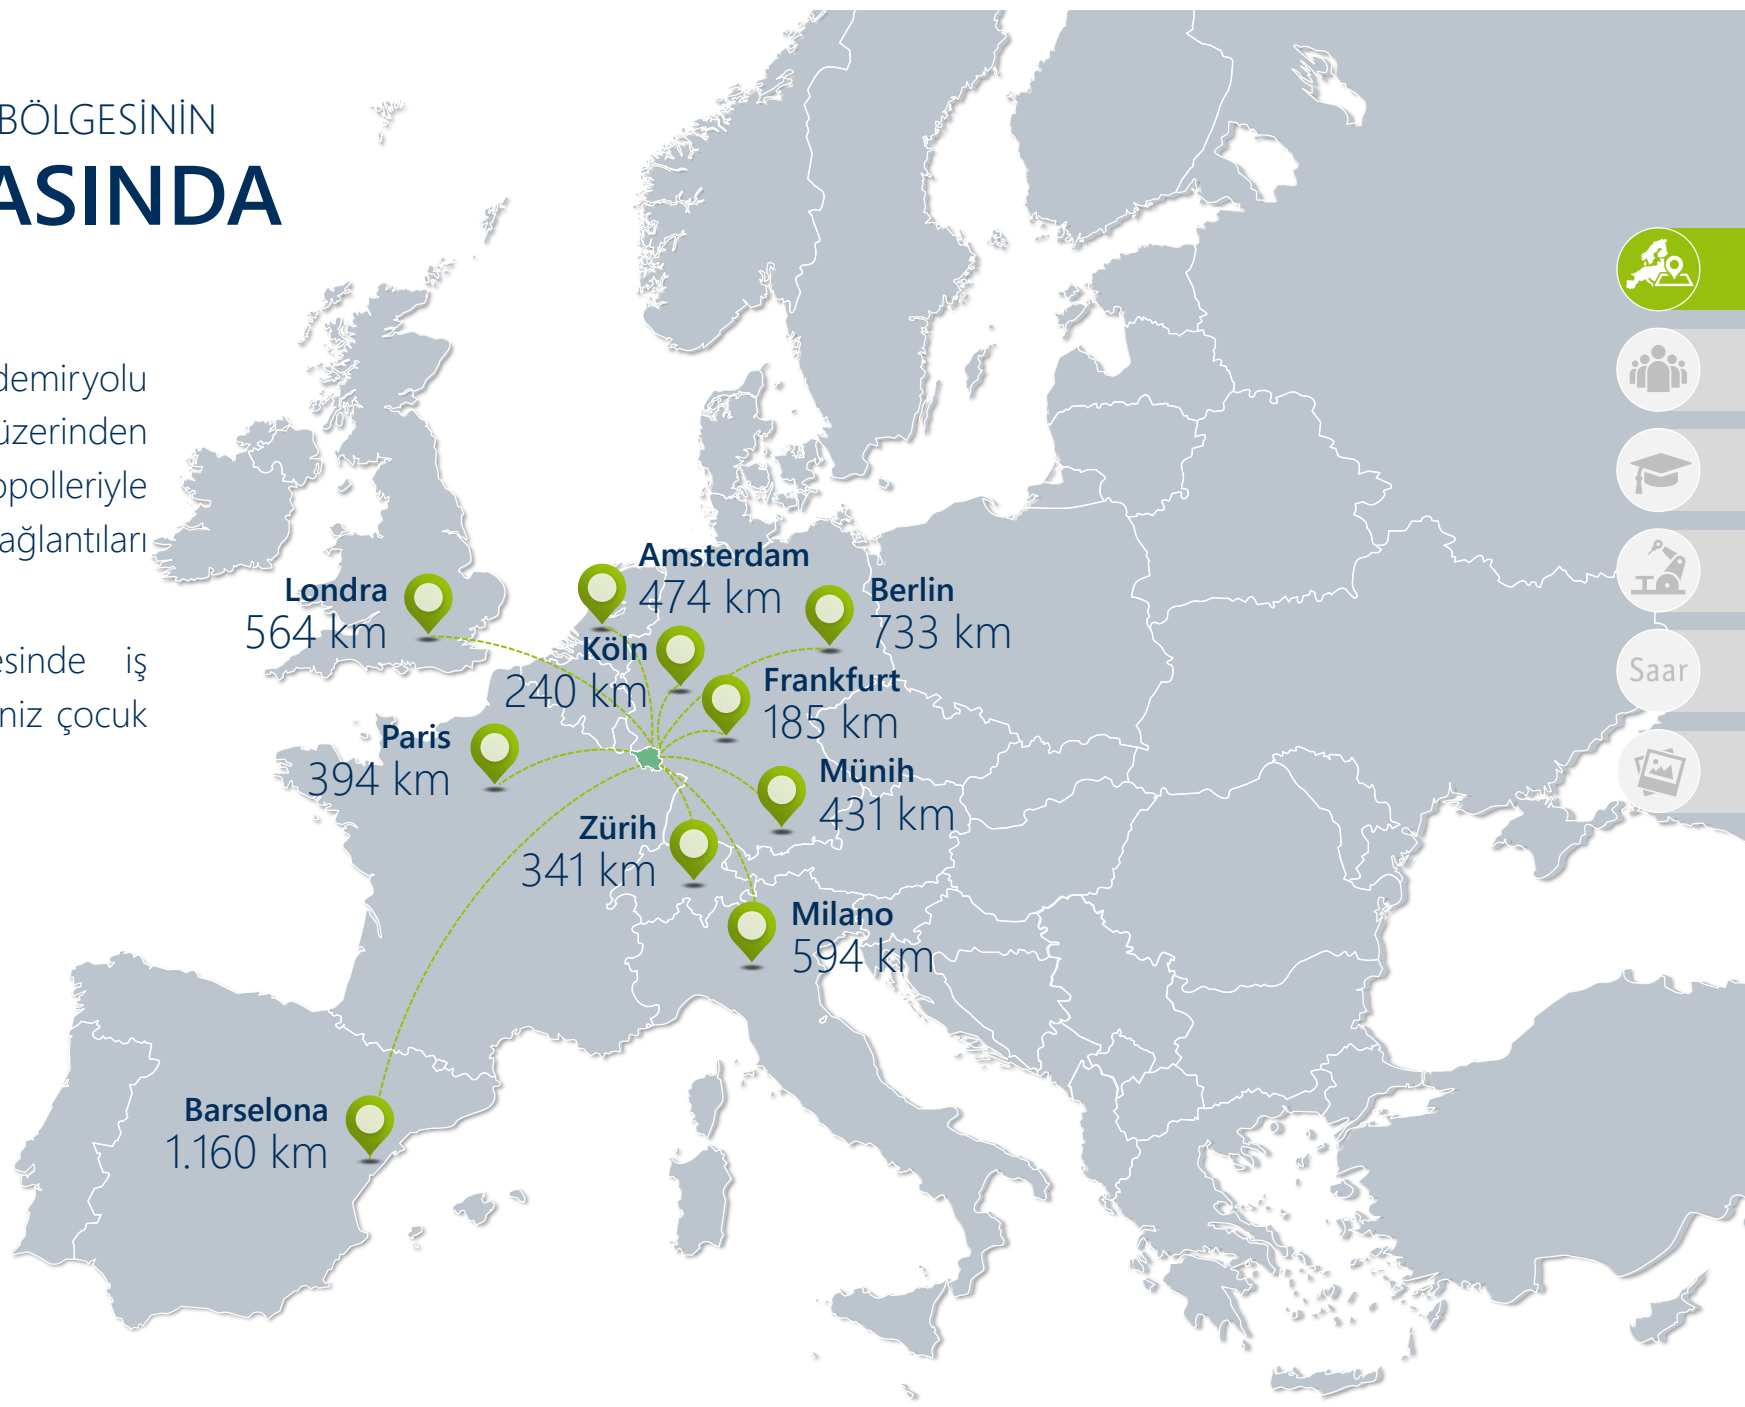 BÖLGESİNİN
ASINDA
demiryolu
üzerinden
opolleriyle
ağlantıları
esinde iş
niz çocuk
Amsterdam
474 km
Londra
564 km
Berlin
733 km
Köln
240 km
Frankfurt
185 km
Paris
394 km
Münih
431 km
Zürih
341 km
Milano
594 km
Barselona
1.160 km
Saar